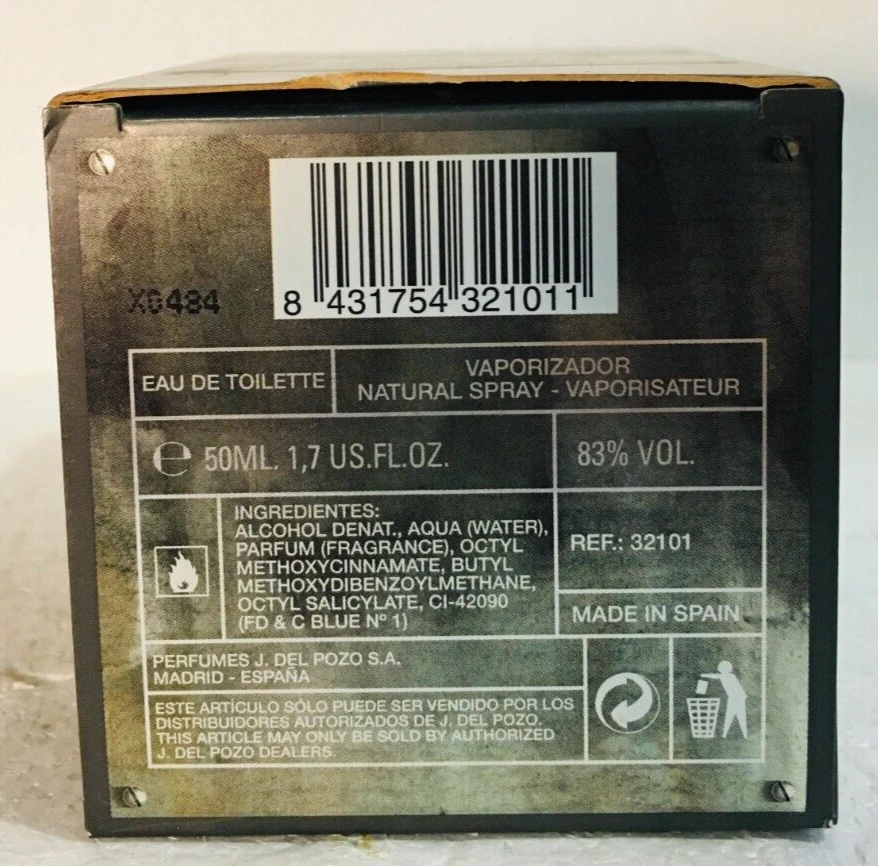 8 431754 321011
X0484
EAU DE TOILETTE
VAPORIZADOR
NATURAL SPRAY - VAPORISATEUR
℮ 50ML. 1,7 US.FL.OZ.
83% VOL.
INGREDIENTES:
ALCOHOL DENAT., AQUA (WATER),
PARFUM (FRAGRANCE), OCTYL
METHOXYCINNAMATE, BUTYL
METHOXYDIBENZOYLMETHANE,
OCTYL SALICYLATE, CI-42090
(FD & C BLUE Nº 1)
REF.: 32101
MADE IN SPAIN
PERFUMES J. DEL POZO S.A.
MADRID - ESPAÑA
ESTE ARTÍCULO SÓLO PUEDE SER VENDIDO POR LOS
DISTRIBUIDORES AUTORIZADOS DE J. DEL POZO.
THIS ARTICLE MAY ONLY BE SOLD BY AUTHORIZED
J. DEL POZO DEALERS.